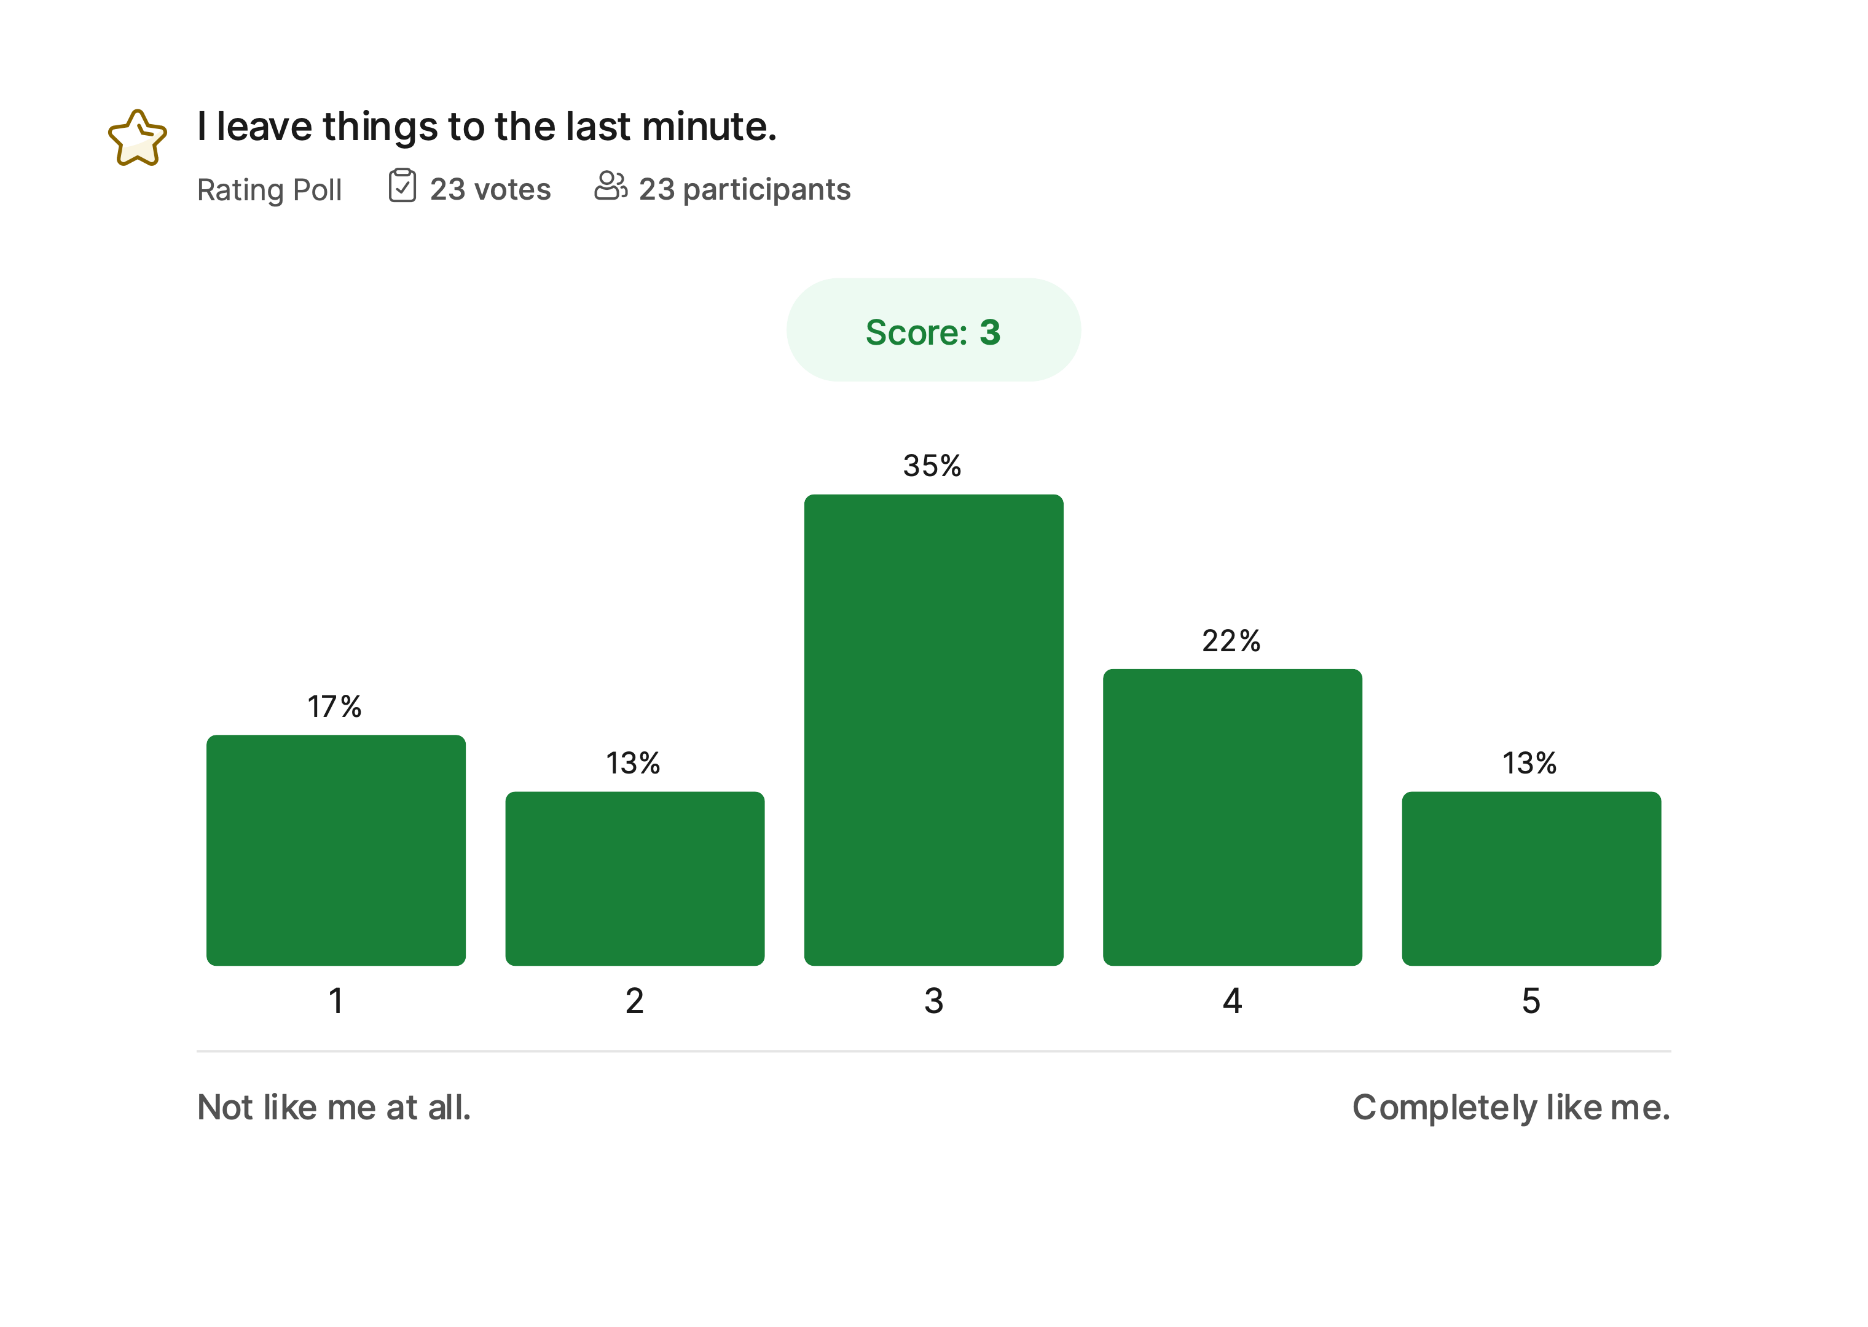 I leave things to the last minute.
Rating Poll 23 votes 23 participants
Score: 3
35%
22%
17%
13%
13%
1 2 3 4 5
Not like me at all. Completely like me.